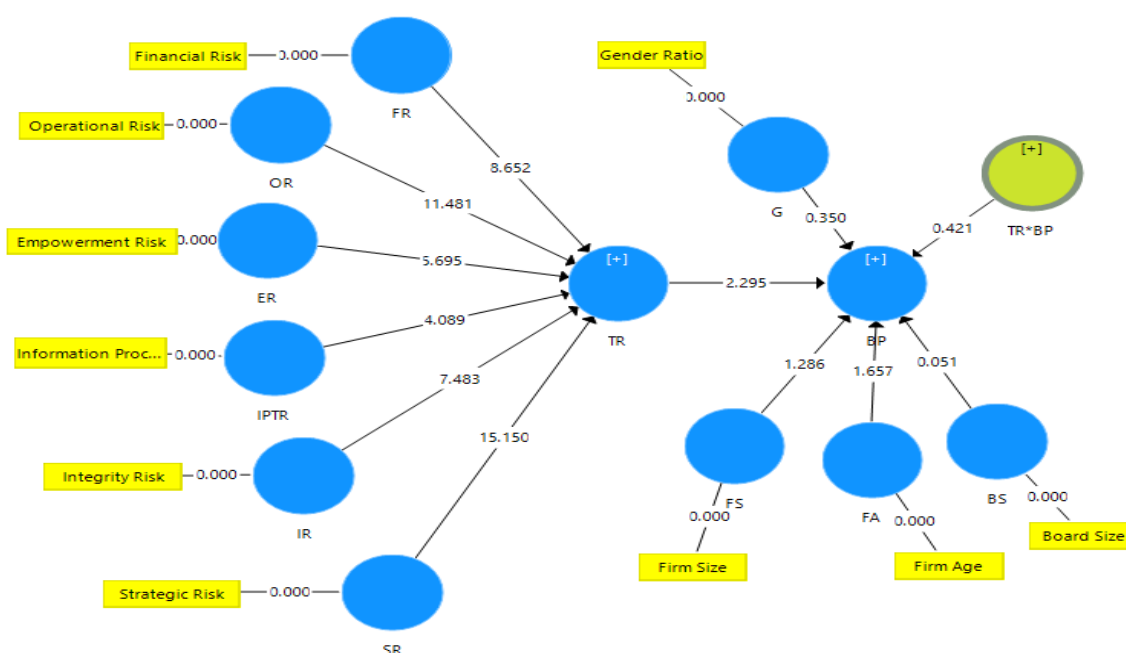 Financial Risk
0.000
FR
Gender Ratio
0.000
Operational Risk
0.000
OR
8.652
[+]
TR*BP
G
11.481
0.350
0.421
Empowerment Risk
0.000
ER
5.695
[+]
TR
2.295
[+]
BP
Information Proc...
0.000
IPTR
4.089
7.483
1.286
1.657
0.051
Integrity Risk
0.000
IR
15.150
FS
0.000
Firm Size
FA
0.000
Firm Age
BS
0.000
Board Size
Strategic Risk
0.000
SR